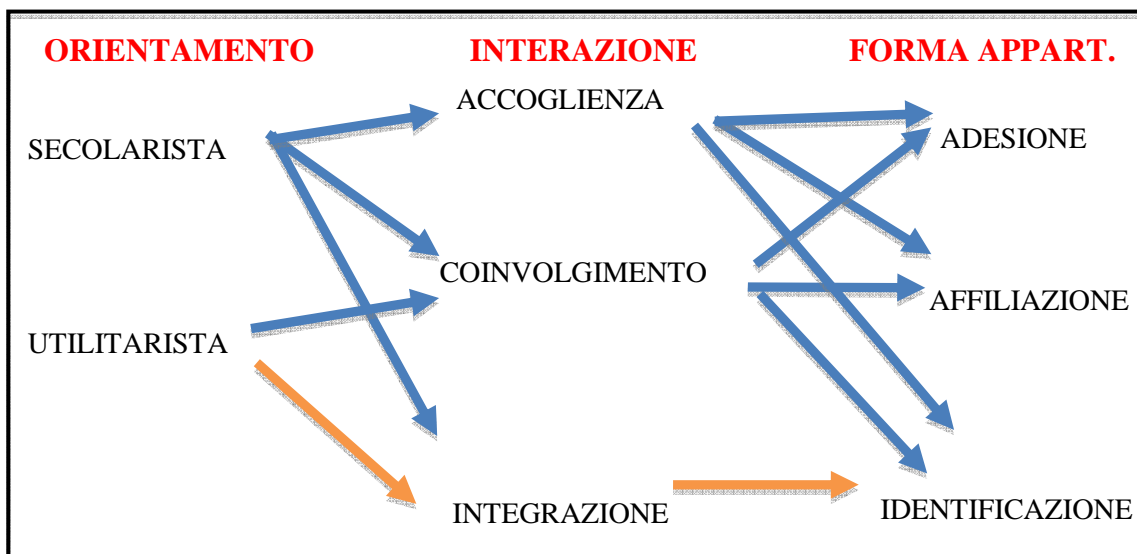 ORIENTAMENTO INTERAZIONE FORMA APPART.
ACCOGLIENZA
SECOLARISTA ADESIONE
COINVOLGIMENTO
AFFILIAZIONE
UTILITARISTA
INTEGRAZIONE IDENTIFICAZIONE